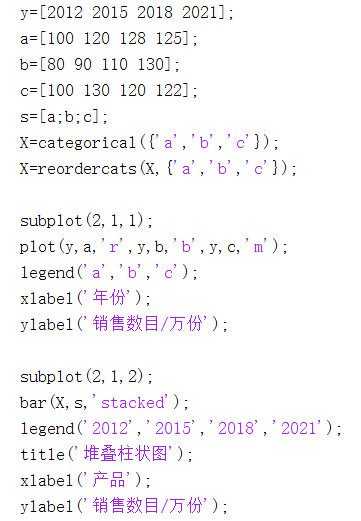 y=[2012 2015 2018 2021];
a=[100 120 128 125];
b=[80 90 110 130];
c=[100 130 120 122];
s=[a;b;c];
X=categorical({'a','b','c'});
X=reordercats(X,{'a','b','c'});
subplot(2,1,1);
plot(y,a,'r',y,b,'b',y,c,'m');
legend('a','b','c');
xlabel('年份');
ylabel('销售数目/万份');
subplot(2,1,2);
bar(X,s,'stacked');
legend('2012','2015','2018','2021');
title('堆叠柱状图');
xlabel('产品');
ylabel('销售数目/万份');